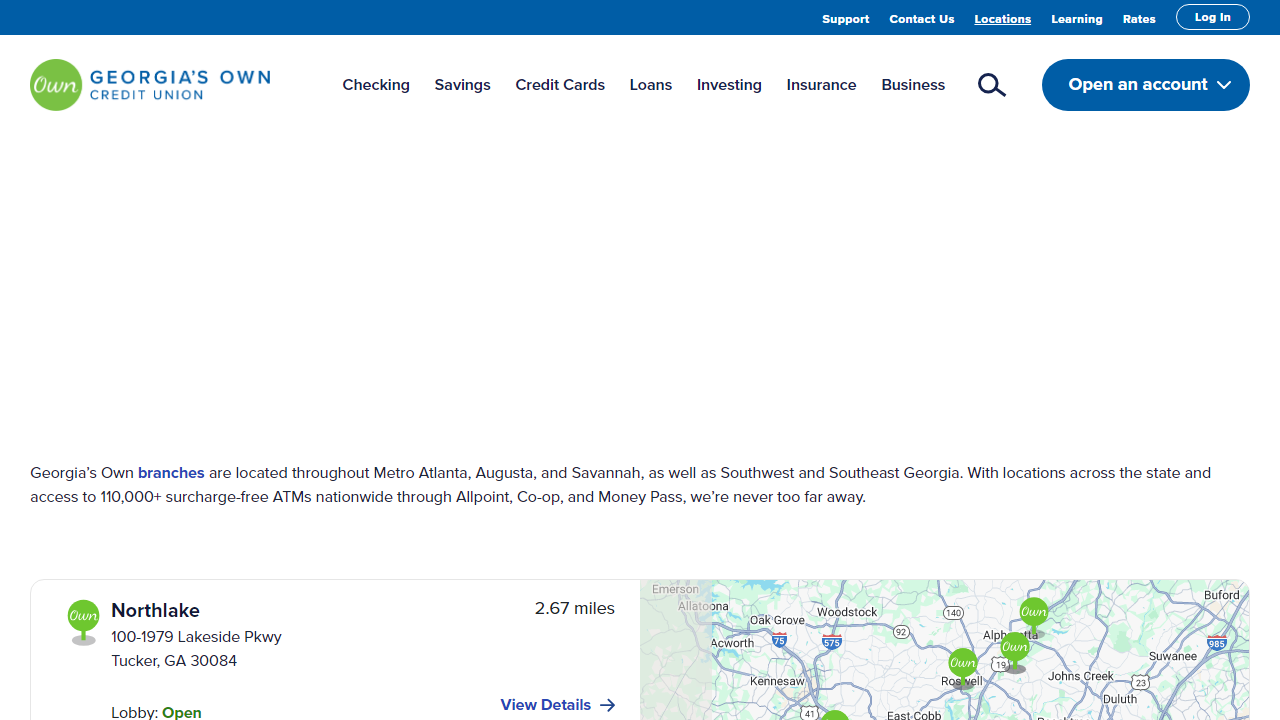 Support Contact Us Locations Learning Rates Log In
Own GEORGIA'S OWN
CREDIT UNION
Checking Savings Credit Cards Loans Investing Insurance Business Open an account
Georgia's Own branches are located throughout Metro Atlanta, Augusta, and Savannah, as well as Southwest and Southeast Georgia. With locations across the state and
access to 110,000+ surcharge-free ATMs nationwide through Allpoint, Co-op, and Money Pass, we're never too far away.
Own Northlake 2.67 miles
100-1979 Lakeside Pkwy
Tucker, GA 30084
View Details
Lobby: Open
Emerson
Buford
Allatoona
Woodstock
140
Own
Oak Grove
92
75
575
Acworth
Own
985
Own
19
Suwanee
Kennesaw
Roswell
Johns Creek
23
Duluth
41
East Cobb